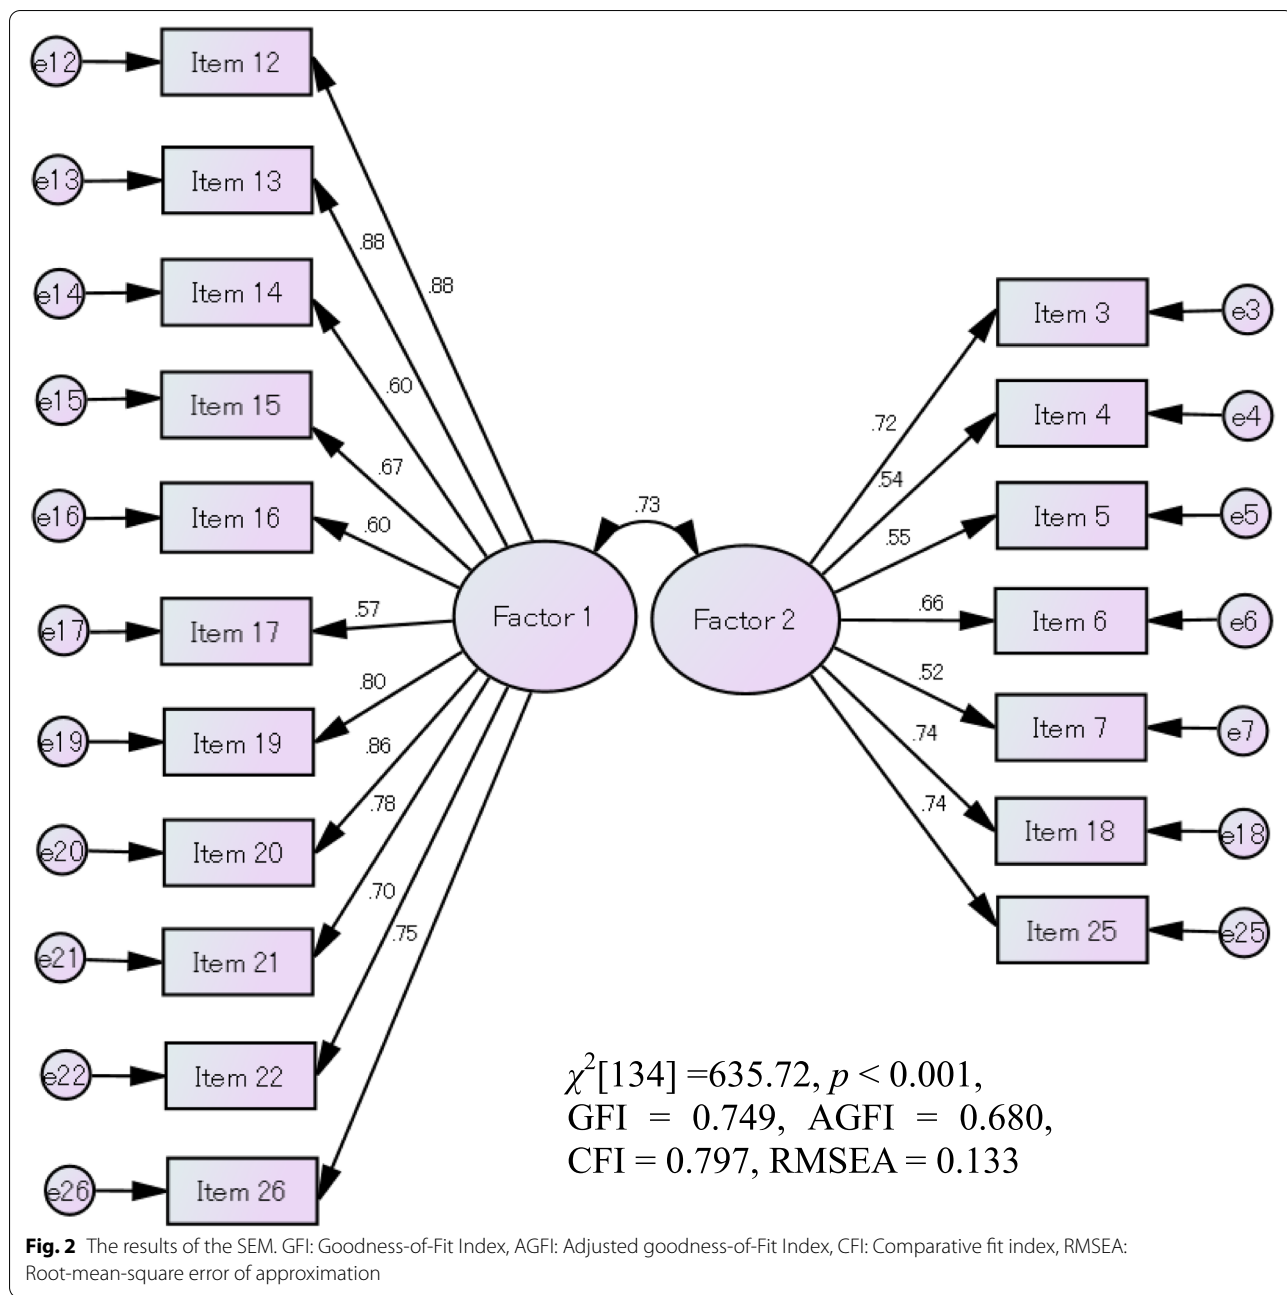 e12 Item 12
e13 Item 13
.88
.88
e14 Item 14
Item 3 e3
.60
e15 Item 15
Item 4 e4
.72
.67
.54
e16 Item 16
.60
.73
Item 5 e5
.55
e17 Item 17
.57
Factor 1
Factor 2
.66
Item 6 e6
.80
.52
e19 Item 19
.86
.74
Item 7 e7
.78
.74
e20 Item 20
Item 18 e18
.70
.75
e21 Item 21
Item 25 e25
e22 Item 22
e26 Item 26
χ²[134] =635.72, p < 0.001,
GFI = 0.749, AGFI = 0.680,
CFI = 0.797, RMSEA = 0.133
Fig. 2 The results of the SEM. GFI: Goodness-of-Fit Index, AGFI: Adjusted goodness-of-Fit Index, CFI: Comparative fit index, RMSEA:
Root-mean-square error of approximation